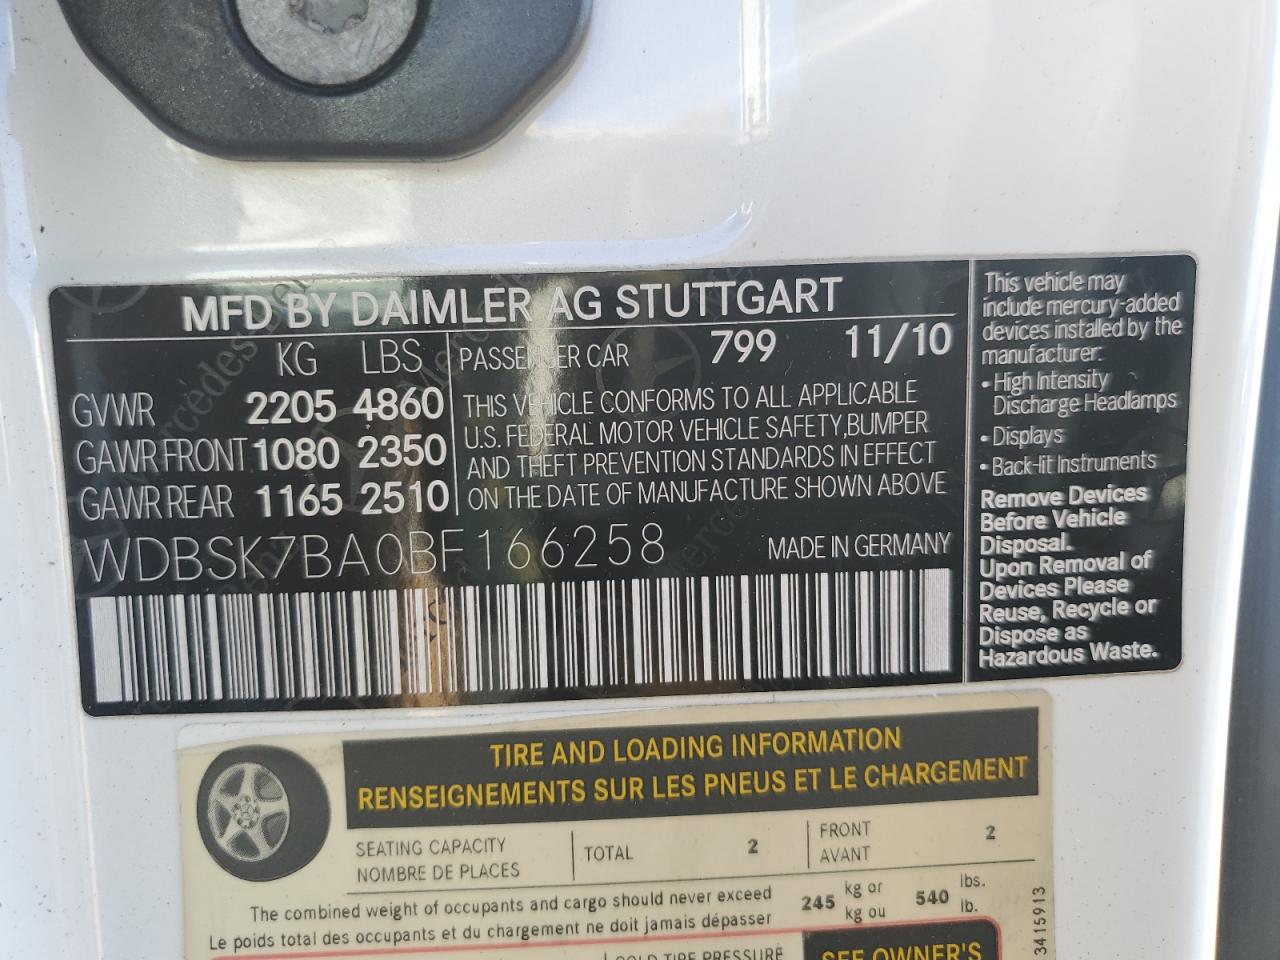 MFD BY DAIMLER AG STUTTGART
KG LBS
GVWR 2205 4860
GAWR FRONT 1080 2350
GAWR REAR 1165 2510
PASSENGER CAR 799 11/10
THIS VEHICLE CONFORMS TO ALL APPLICABLE
U.S. FEDERAL MOTOR VEHICLE SAFETY,BUMPER
AND THEFT PREVENTION STANDARDS IN EFFECT
ON THE DATE OF MANUFACTURE SHOWN ABOVE
WDBSK7BA0BF166258 MADE IN GERMANY
This vehicle may
include mercury-added
devices installed by the
manufacturer:
• High Intensity
Discharge Headlamps
• Displays
• Back-lit Instruments
Remove Devices
Before Vehicle
Disposal.
Upon Removal of
Devices Please
Reuse, Recycle or
Dispose as
Hazardous Waste.
TIRE AND LOADING INFORMATION
RENSEIGNEMENTS SUR LES PNEUS ET LE CHARGEMENT
SEATING CAPACITY
NOMBRE DE PLACES
TOTAL 2
FRONT
AVANT
2
The combined weight of occupants and cargo should never exceed
Le poids total des occupants et du chargement ne doit jamais dépasser
245 kg or
kg ou
540 lbs.
lb.
3415913
COLD TIRE PRESSURE
SEE OWNER'S